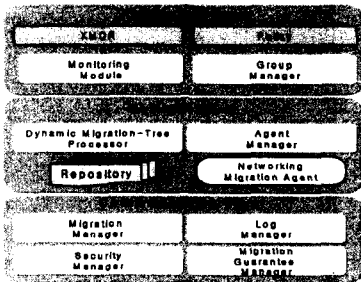 Monitoring
Module
Group
Manager
Dynamic Migration-Tree
Processor
Agent
Manager
Repository
Networking
Migration Agent
Migration
Manager
Log
Manager
Security
Manager
Migration
Guarantee
Manager